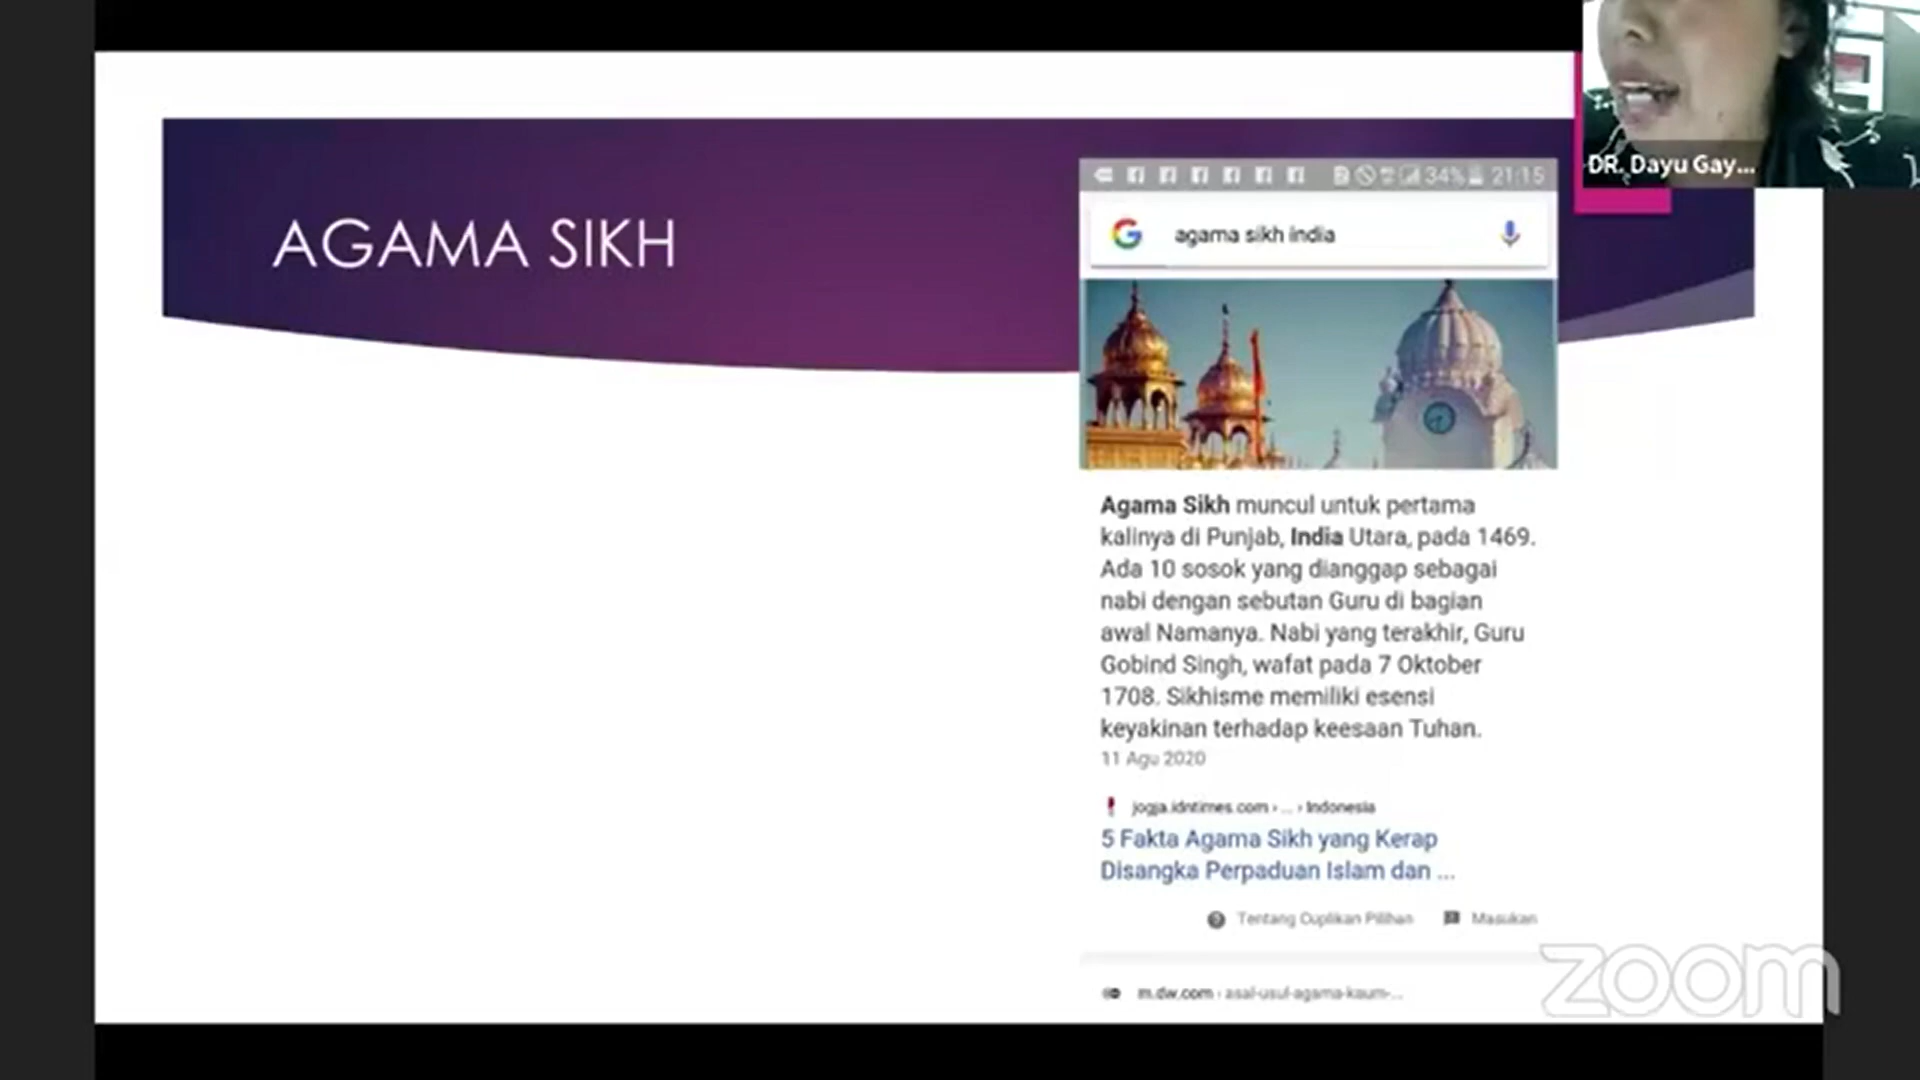 AGAMA SIKH
DR. Dayu Gay...
34% 21:15
agama sikh india
Agama Sikh muncul untuk pertama
kalinya di Punjab, India Utara, pada 1469.
Ada 10 sosok yang dianggap sebagai
nabi dengan sebutan Guru di bagian
awal Namanya. Nabi yang terakhir, Guru
Gobind Singh, wafat pada 7 Oktober
1708. Sikhisme memiliki esensi
keyakinan terhadap keesaan Tuhan.
11 Agu 2020
jogja.idntimes.com › ... › Indonesia
5 Fakta Agama Sikh yang Kerap
Disangka Perpaduan Islam dan ...
Tentang Cuplikan Pilihan
Masukan
m.dw.com › asal-usul-agama-kaum-...
zoom